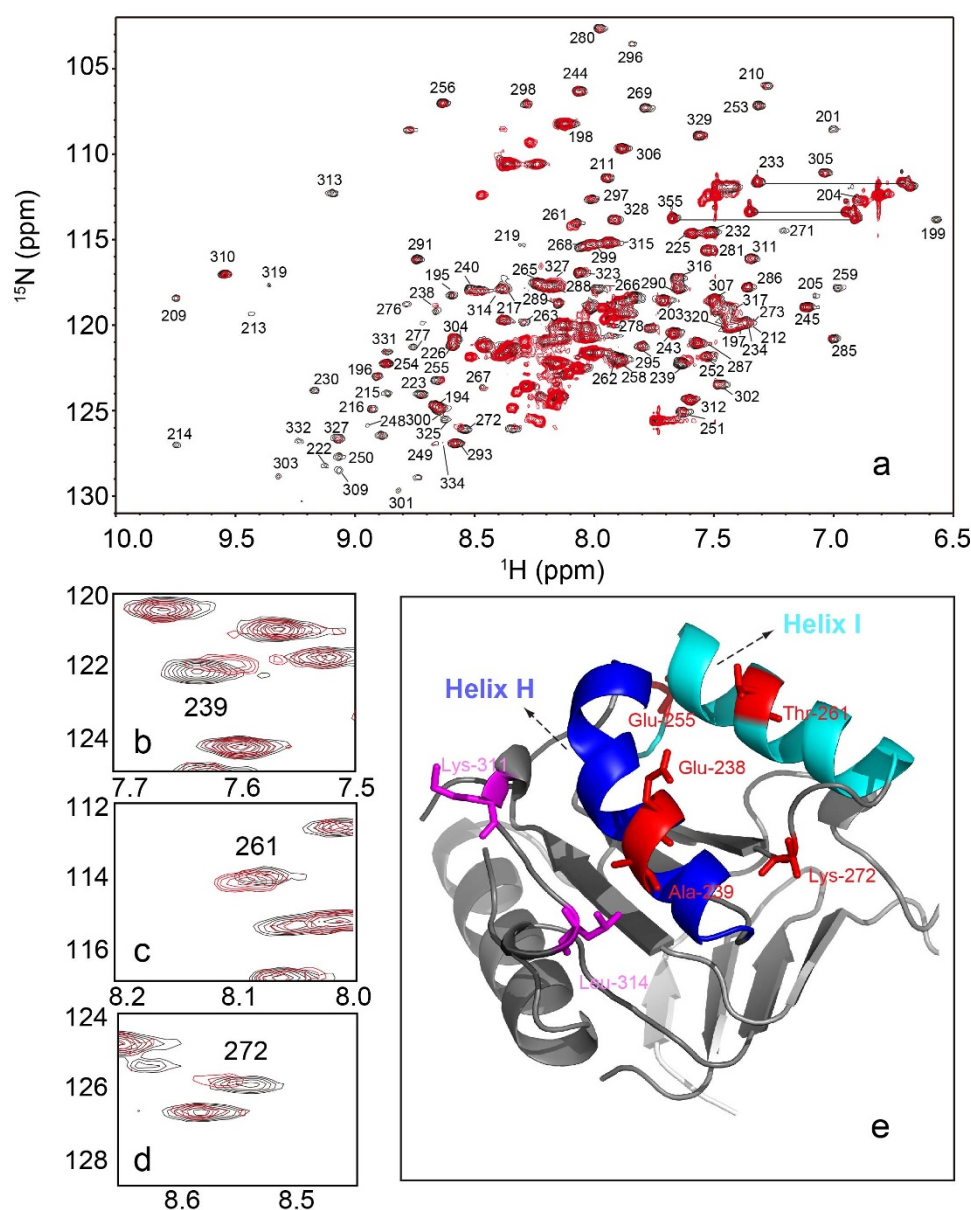 105
110
115
120
125
130
¹⁵N (ppm)
10.0 9.5 9.0 8.5 8.0 7.5 7.0 6.5
¹H (ppm)
280
296
256 298 244 269 210
253
201
198 329
306
211 233 305
313
297 204
355
261 328 232 199
219 268 315 225 271
299 281 311
310 319 291
240 265 327 323 316
195 288 266 290 307 286 205 259
276 238 314 217 289 317 273
209 213 263 278 203 320 245
277 304 197 212
331 226 243 234 285
254 255 295 287
196 267 262 258 239 252
230 215 223 302
216 194
248 300 272 312
214 332 327 325 251
222 250 249 293
303 309 334
301
a
120
122
124
239
b
7.7 7.6 7.5
112
114
116
261
c
8.2 8.1 8.0
124
126
128
272
d
8.6 8.5
Helix I
Helix H
Glu-255
Thr-261
Lys-311
Glu-238
Ala-239
Lys-272
Leu-314
e